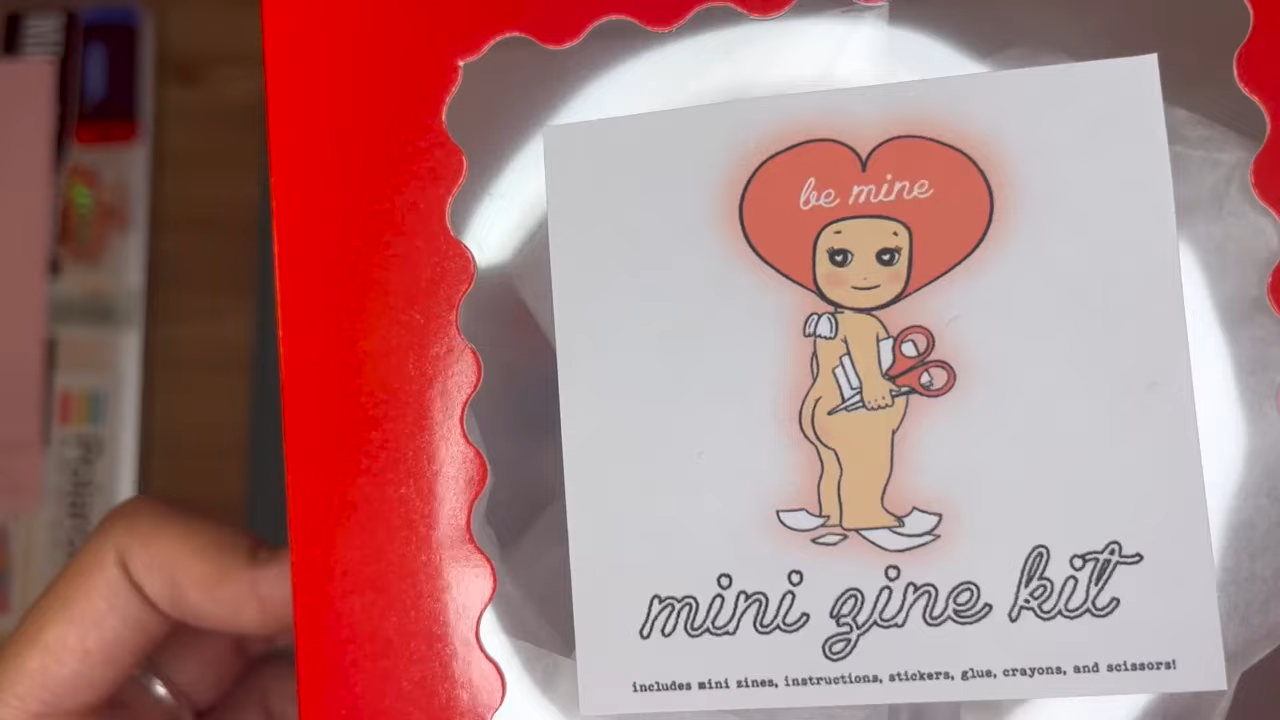 be mine
mini zine kit
includes mini zines, instructions, stickers, glue, crayons, and scissors!